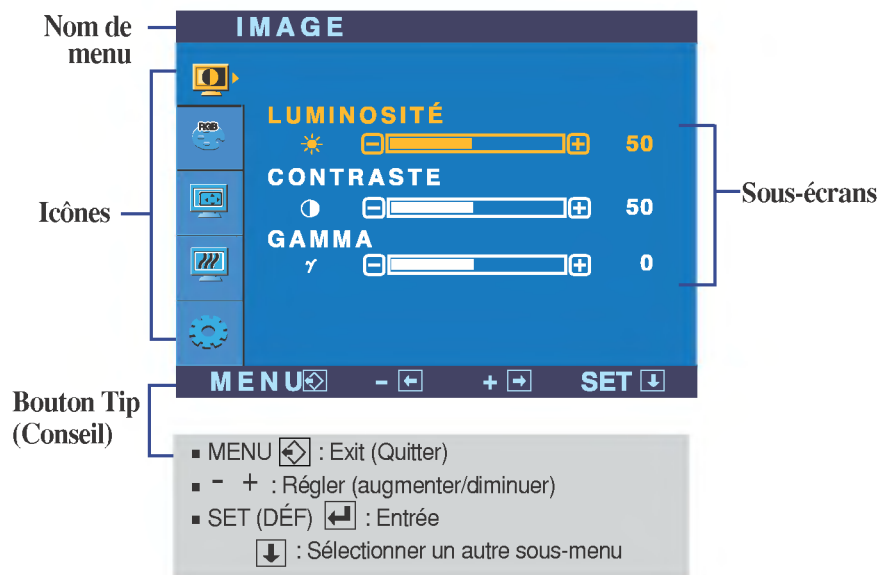 Nom de
menu
IMAGE
RGB
LUMINOSITÉ
50
CONTRASTE
50
GAMMA
γ
0
Icônes
Sous-écrans
MENU - + SET
Bouton Tip
(Conseil)
▪ MENU : Exit (Quitter)
▪ - + : Régler (augmenter/diminuer)
▪ SET (DÉF) : Entrée
: Sélectionner un autre sous-menu